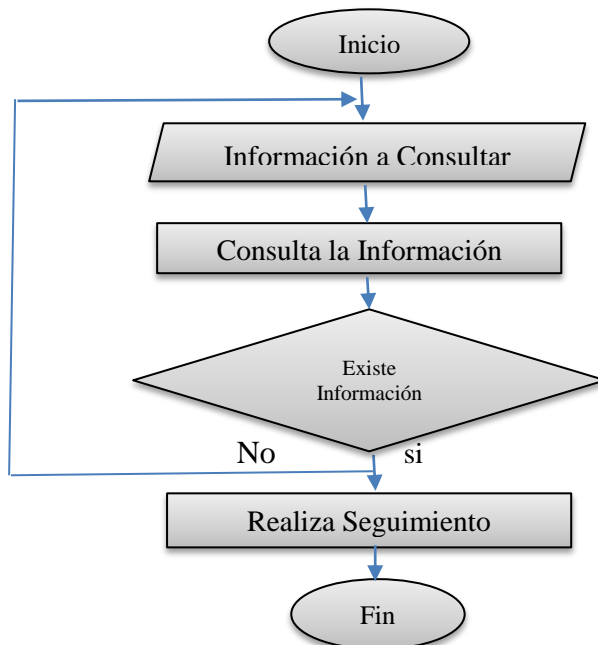 Inicio
Información a Consultar
Consulta la Información
Existe
Información
No si
Realiza Seguimiento
Fin